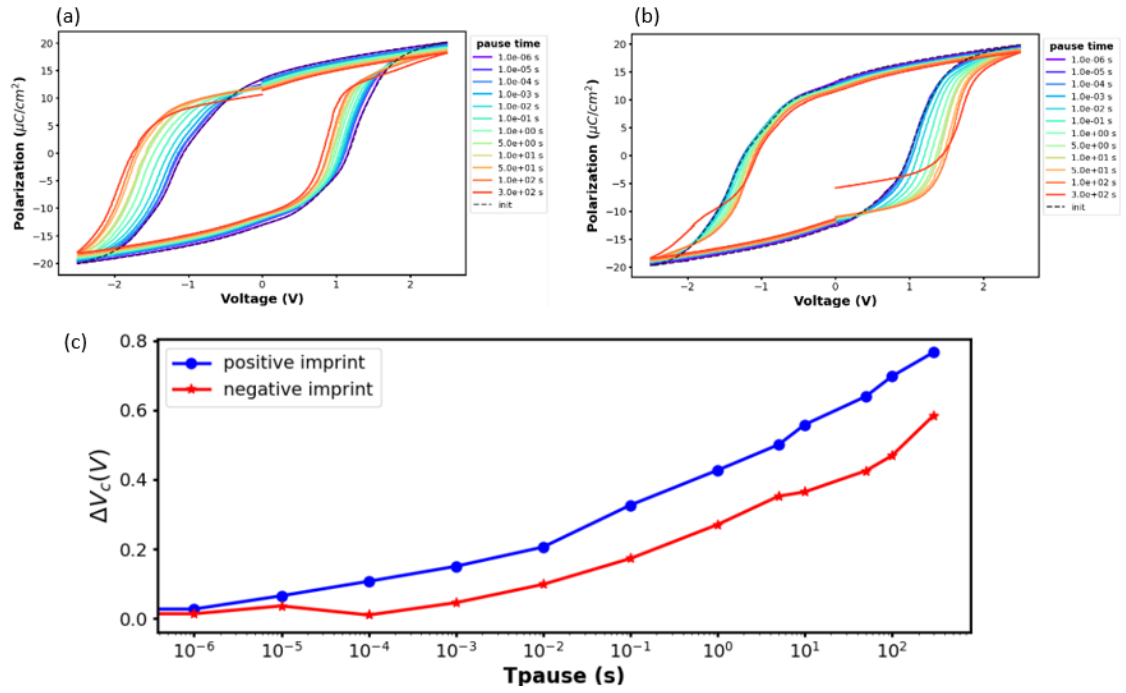 (a)
20
15
10
5
0
−5
−10
−15
−20
Polarization (μC/cm²)
−2
−1
0
1
2
Voltage (V)
pause time
1.0e-06 s
1.0e-05 s
1.0e-04 s
1.0e-03 s
1.0e-02 s
1.0e-01 s
1.0e+00 s
5.0e+00 s
1.0e+01 s
5.0e+01 s
1.0e+02 s
3.0e+02 s
init
(b)
20
15
10
5
0
−5
−10
−15
−20
Polarization (μC/cm²)
−2
−1
0
1
2
Voltage (V)
pause time
1.0e-06 s
1.0e-05 s
1.0e-04 s
1.0e-03 s
1.0e-02 s
1.0e-01 s
1.0e+00 s
5.0e+00 s
1.0e+01 s
5.0e+01 s
1.0e+02 s
3.0e+02 s
init
(c)
0.8
0.6
0.4
0.2
0.0
ΔV_c(V)
positive imprint
negative imprint
10⁻⁶
10⁻⁵
10⁻⁴
10⁻³
10⁻²
10⁻¹
10⁰
10¹
10²
Tpause (s)